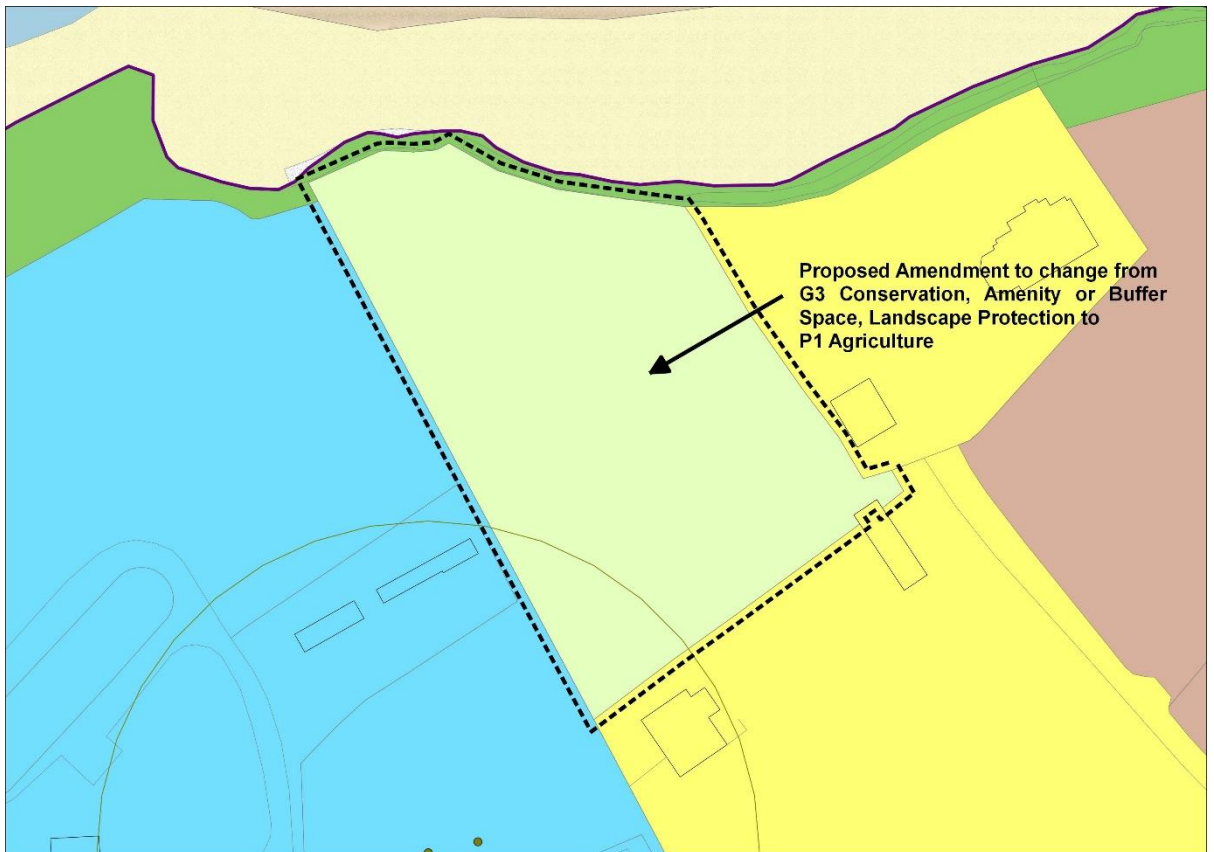 Proposed Amendment to change from
G3 Conservation, Amenity or Buffer
Space, Landscape Protection to
P1 Agriculture